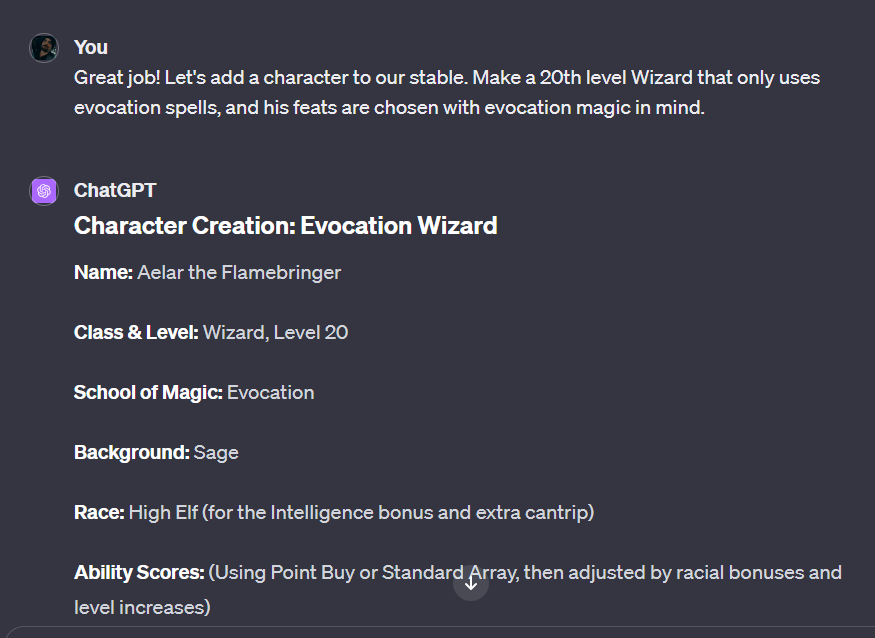 You
Great job! Let's add a character to our stable. Make a 20th level Wizard that only uses
evocation spells, and his feats are chosen with evocation magic in mind.
ChatGPT
Character Creation: Evocation Wizard
Name: Aelar the Flamebringer
Class & Level: Wizard, Level 20
School of Magic: Evocation
Background: Sage
Race: High Elf (for the Intelligence bonus and extra cantrip)
Ability Scores: (Using Point Buy or Standard Array, then adjusted by racial bonuses and
level increases)